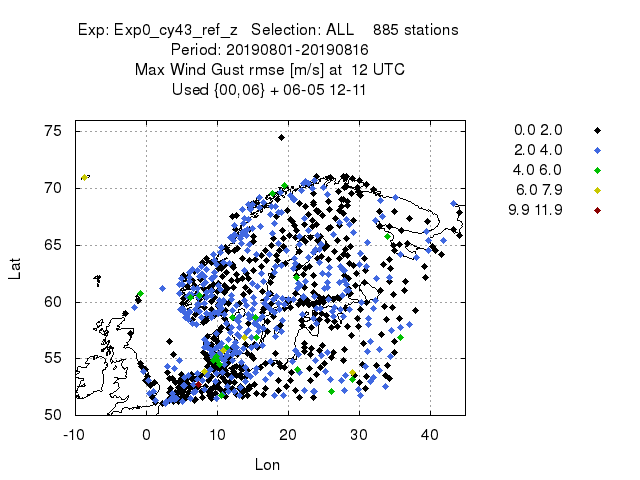 Exp: Exp0_cy43_ref_z   Selection: ALL    885 stations
Period: 20190801-20190816
Max Wind Gust rmse [m/s] at  12 UTC
Used {00,06} + 06-05 12-11
0.0 2.0
2.0 4.0
4.0 6.0
6.0 7.9
9.9 11.9
75
70
65
60
55
50
Lat
-10 0 10 20 30 40
Lon